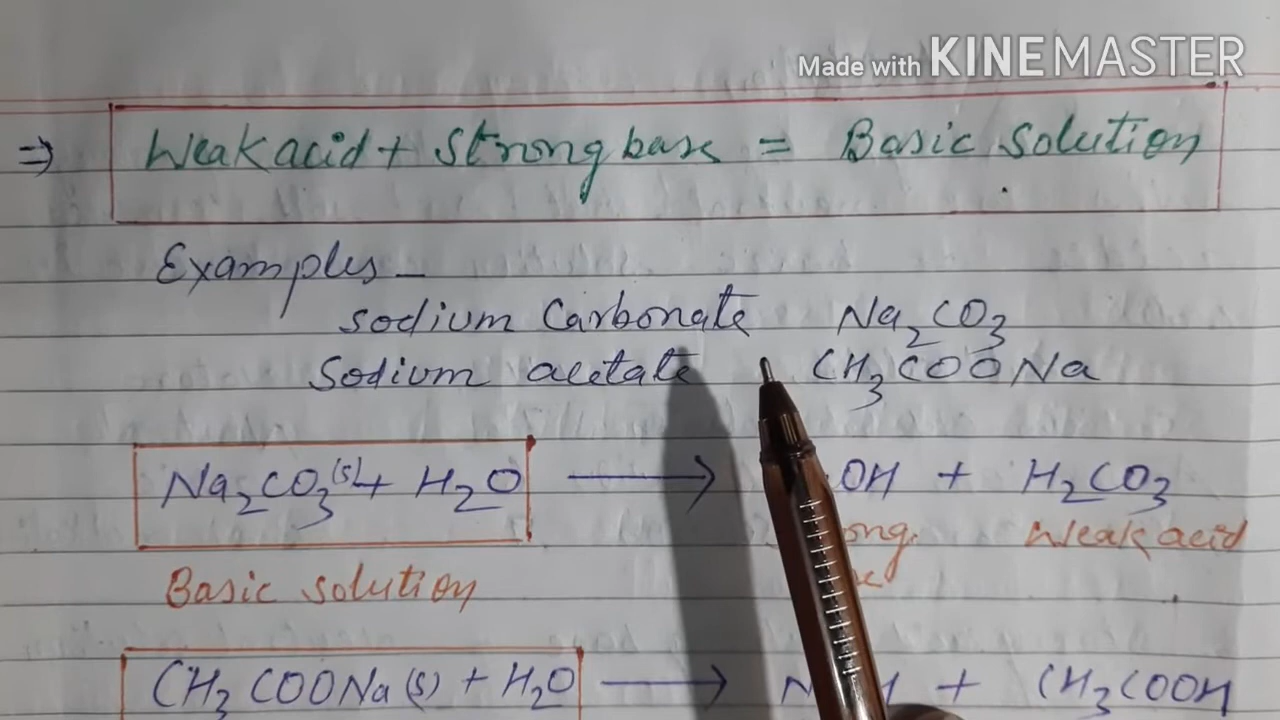 Made with KINEMASTER
⇒ Weak acid + Strong base = Basic Solution
Examples –
Sodium Carbonate Na₂CO₃
Sodium acetate CH₃COONa
Na₂CO₃(s) + H₂O → OH + H₂CO₃
Weak acid
Basic solution
CH₃COONa(s) + H₂O → + CH₃COOH